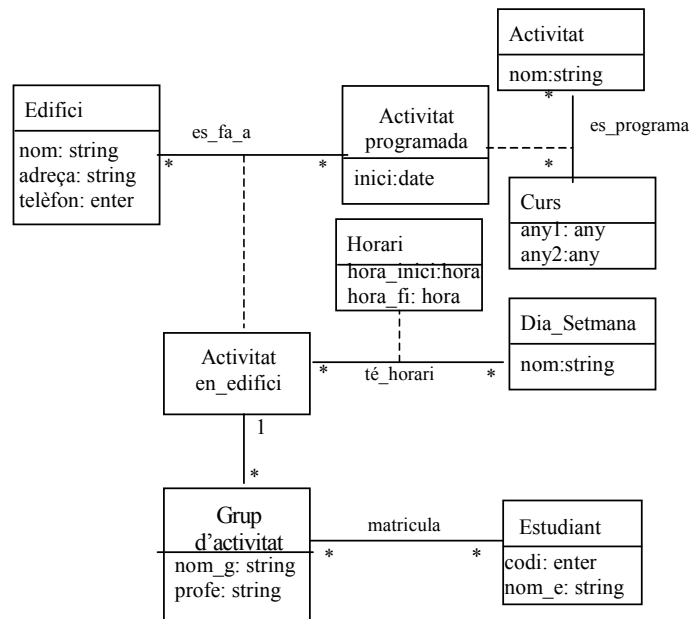 Activitat
nom:string
*
es_programa
*
Edifici
nom: string
adreça: string
telèfon: enter
es_fa_a
*
*
Activitat
programada
inici:date
Curs
any1: any
any2:any
Horari
hora_inici:hora
hora_fi: hora
Dia_Setmana
nom:string
Activitat
en_edifici
*
té_horari
*
1
*
Grup
d’activitat
nom_g: string
profe: string
matricula
*
*
Estudiant
codi: enter
nom_e: string